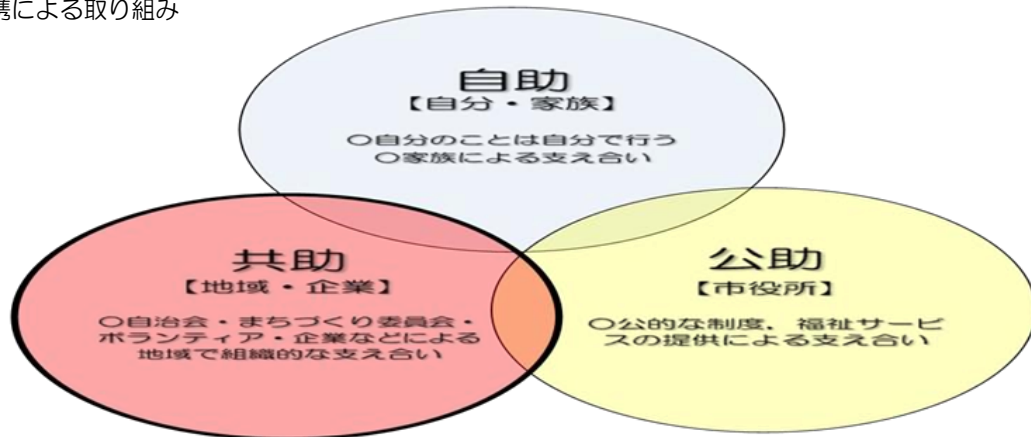 携による取り組み
自助
【自分・家族】
○自分のことは自分で行う
○家族による支え合い
共助
【地域・企業】
○自治会・まちづくり委員会・
ボランティア・企業などによる
地域で組織的な支え合い
公助
【市役所】
○公的な制度，福祉サービ
スの提供による支え合い